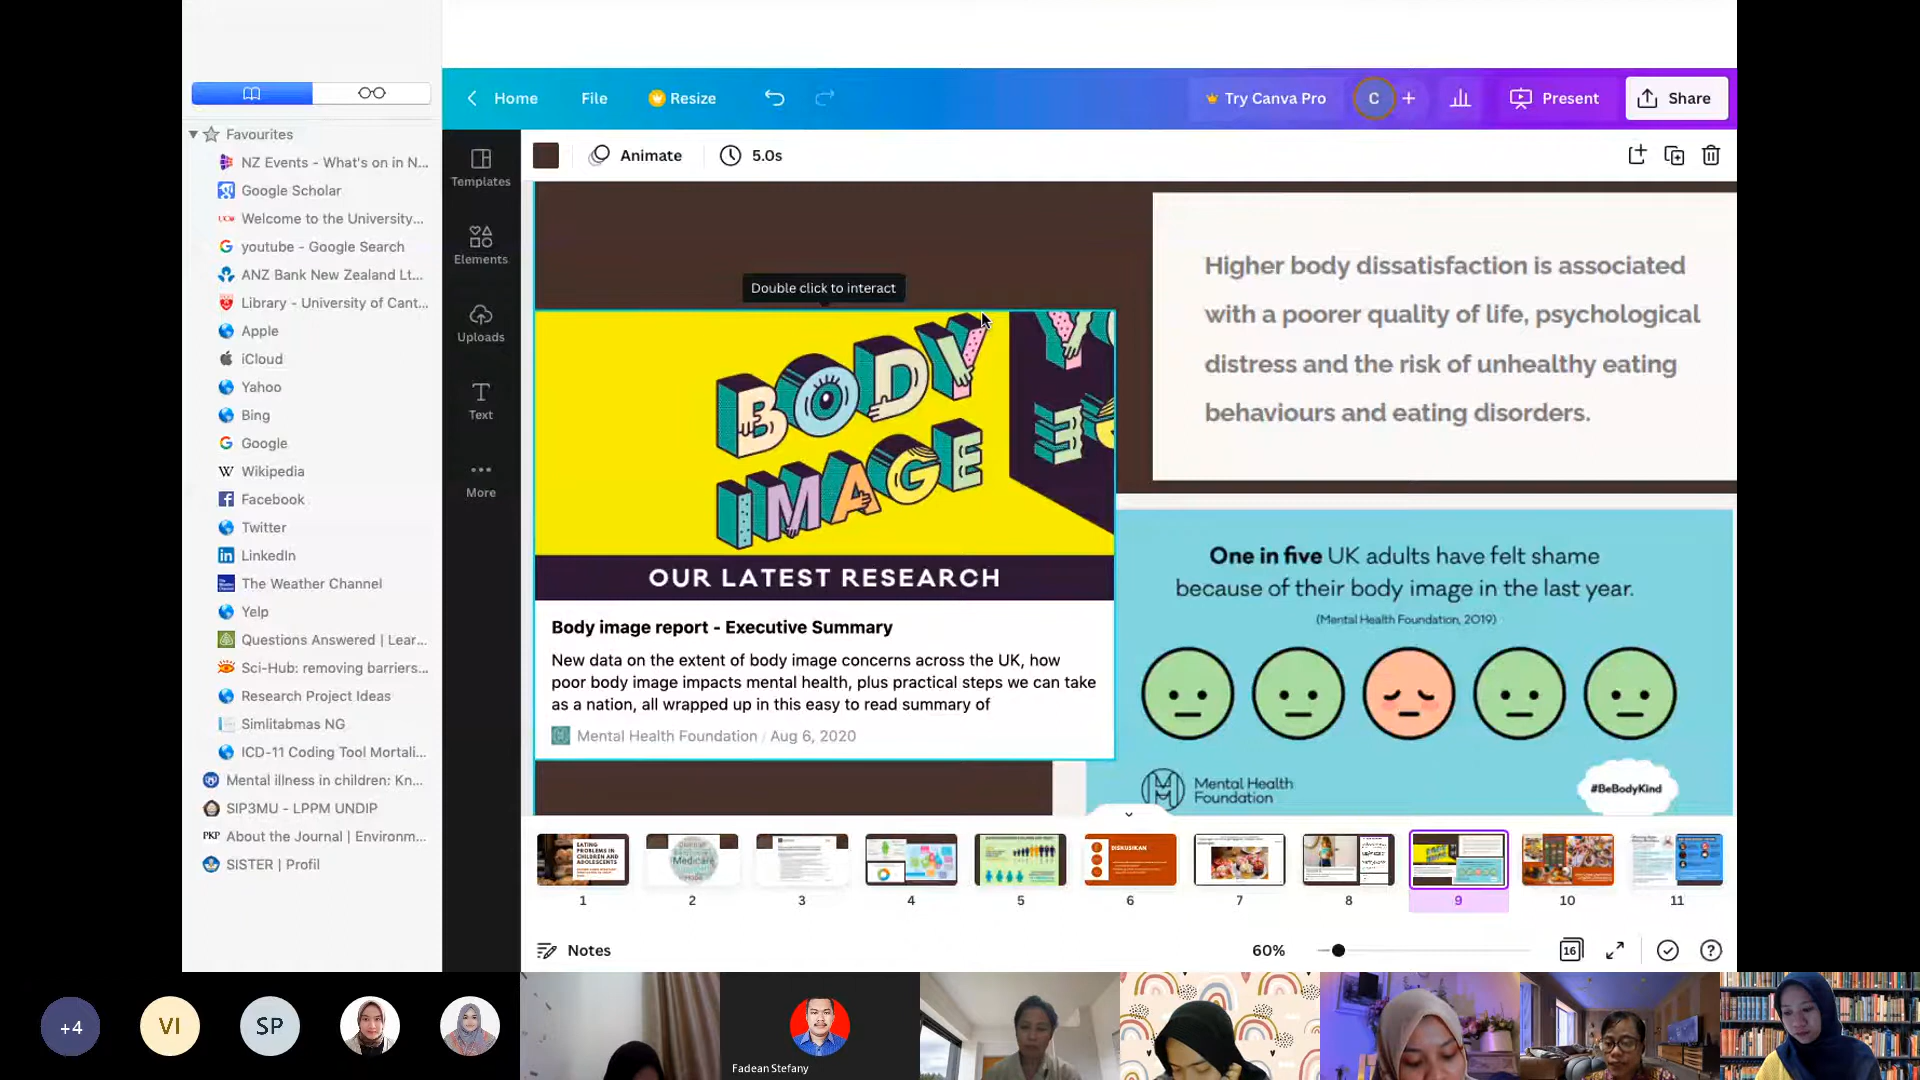 Home
File
Resize
Try Canva Pro
C
Present
Share
Favourites
NZ Events - What's on in N...
Google Scholar
UCW
Welcome to the University...
youtube - Google Search
ANZ Bank New Zealand Lt...
Library - University of Cant...
Apple
iCloud
Yahoo
Bing
Google
Wikipedia
Facebook
Twitter
LinkedIn
The Weather Channel
Yelp
Questions Answered | Lear...
Sci-Hub: removing barriers...
Research Project Ideas
Simlitabmas NG
ICD-11 Coding Tool Mortali...
Mental illness in children: Kn...
SIP3MU - LPPM UNDIP
PKP
About the Journal | Environm...
SISTER | Profil
Templates
Elements
Uploads
Text
More
Animate
5.0s
Double click to interact
BODY
IMAGE
OUR LATEST RESEARCH
Body image report - Executive Summary
New data on the extent of body image concerns across the UK, how
poor body image impacts mental health, plus practical steps we can take
as a nation, all wrapped up in this easy to read summary of
Mental Health Foundation / Aug 6, 2020
Higher body dissatisfaction is associated
with a poorer quality of life, psychological
distress and the risk of unhealthy eating
behaviours and eating disorders.
One in five UK adults have felt shame
because of their body image in the last year.
(Mental Health Foundation, 2019)
Mental Health
Foundation
#BeBodyKind
EATING
PROBLEMS IN
CHILDREN AND
ADOLESCENTS
Medicare
DISKUSIKAN
1
2
3
4
5
6
7
8
9
10
11
Notes
60%
16
+4
VI
SP
Fadean Stefany